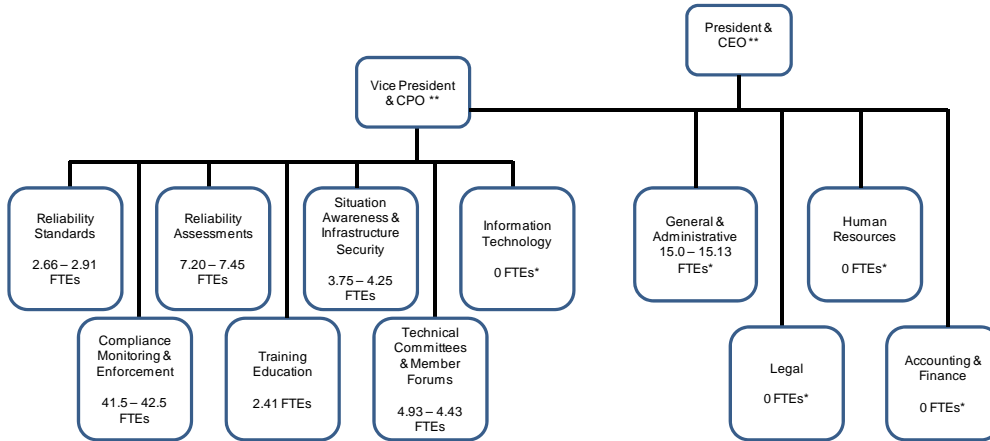 President &
CEO **
Vice President
& CPO **
Reliability
Standards
2.66 – 2.91
FTEs
Reliability
Assessments
7.20 – 7.45
FTEs
Situation
Awareness &
Infrastructure
Security
3.75 – 4.25
FTEs
Information
Technology
0 FTEs*
General &
Administrative
15.0 – 15.13
FTEs*
Human
Resources
0 FTEs*
Compliance
Monitoring &
Enforcement
41.5 – 42.5
FTEs
Training
Education
2.41 FTEs
Technical
Committees
& Member
Forums
4.93 – 4.43
FTEs
Legal
0 FTEs*
Accounting &
Finance
0 FTEs*